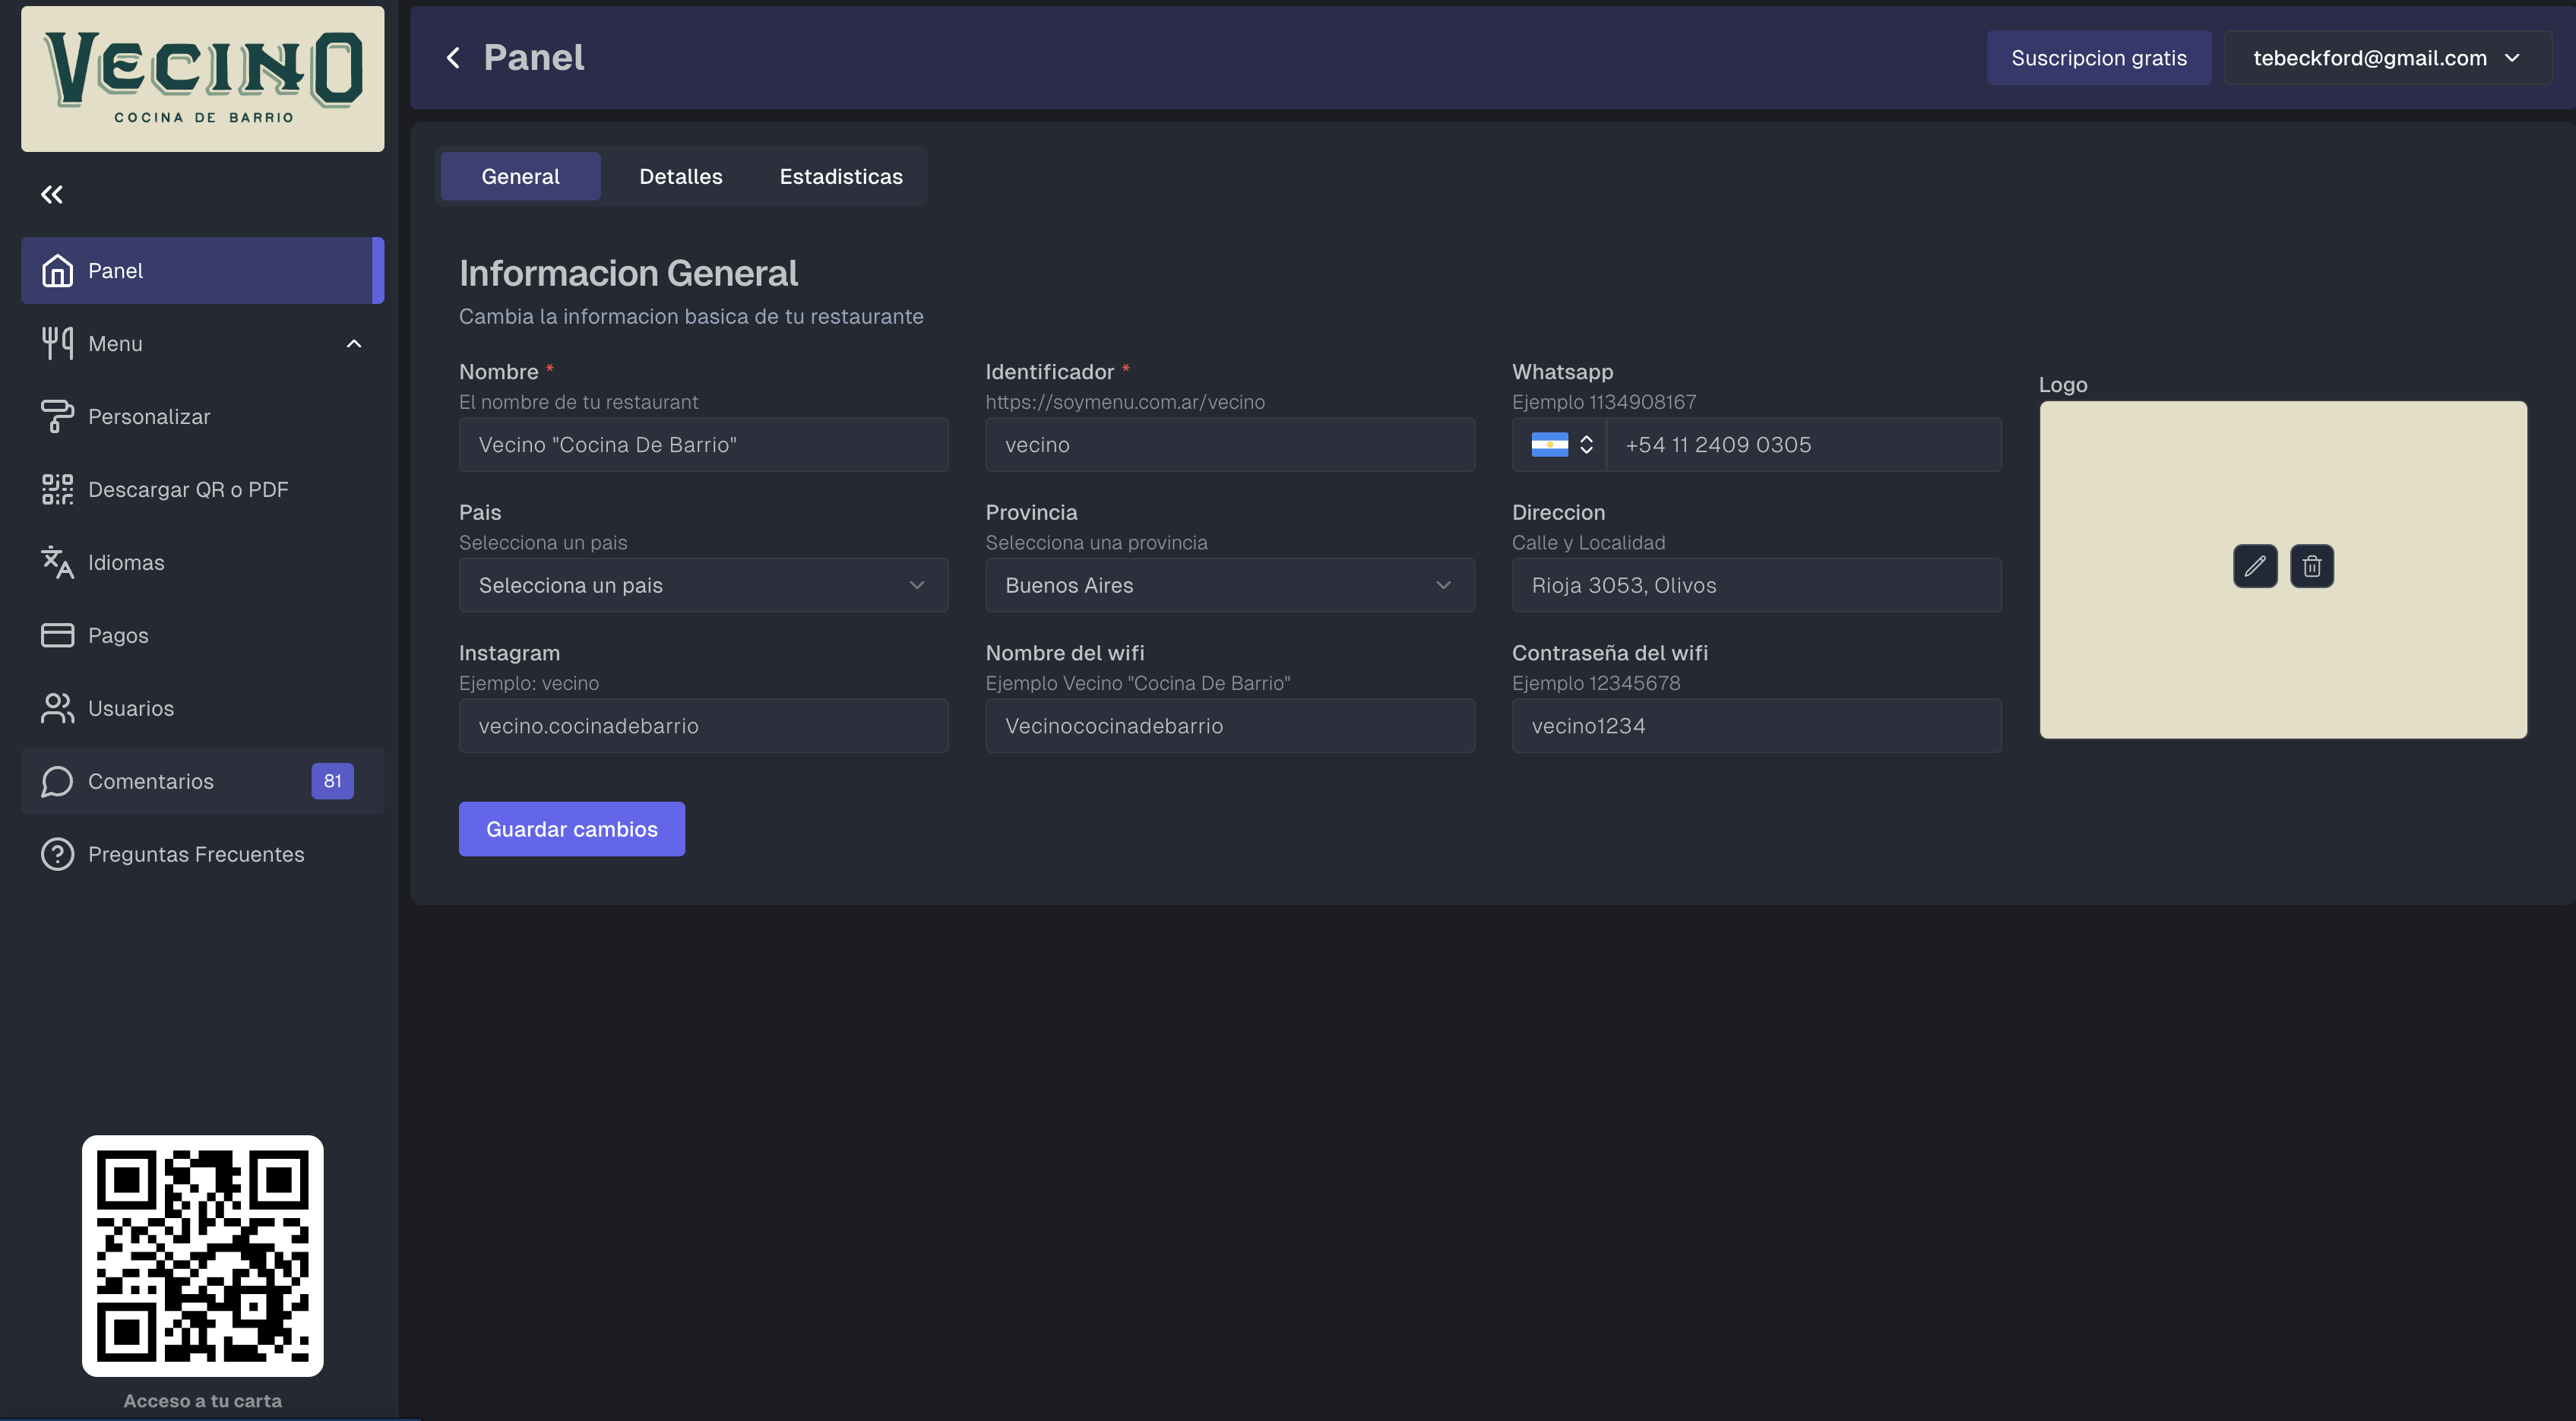 VECINO
COCINA DE BARRIO
Panel
Menu
Personalizar
Descargar QR o PDF
Idiomas
Pagos
Usuarios
Comentarios 81
Preguntas Frecuentes
Acceso a tu carta
Panel
Suscripcion gratis
tebeckford@gmail.com
General Detalles Estadisticas
Informacion General
Cambia la informacion basica de tu restaurante
Nombre *
El nombre de tu restaurant
Vecino "Cocina De Barrio"
Identificador *
https://soymenu.com.ar/vecino
vecino
Whatsapp
Ejemplo 1134908167
+54 11 2409 0305
Logo
Pais
Selecciona un pais
Selecciona un pais
Provincia
Selecciona una provincia
Buenos Aires
Direccion
Calle y Localidad
Rioja 3053, Olivos
Instagram
Ejemplo: vecino
vecino.cocinadebarrio
Nombre del wifi
Ejemplo Vecino "Cocina De Barrio"
Vecinococinadebarrio
Contraseña del wifi
Ejemplo 12345678
vecino1234
Guardar cambios